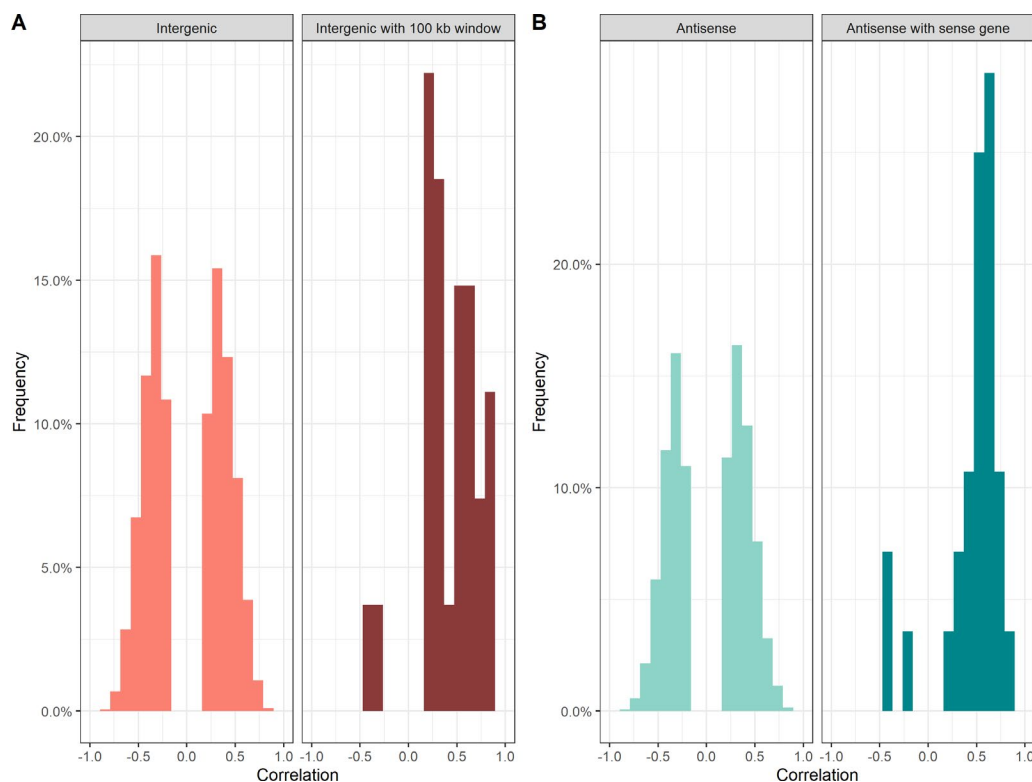 A
Intergenic
Intergenic with 100 kb window
Frequency
20.0%
15.0%
10.0%
5.0%
0.0%
-1.0 -0.5 0.0 0.5 1.0
-1.0 -0.5 0.0 0.5 1.0
Correlation
B
Antisense
Antisense with sense gene
Frequency
20.0%
10.0%
0.0%
-1.0 -0.5 0.0 0.5 1.0
-1.0 -0.5 0.0 0.5 1.0
Correlation